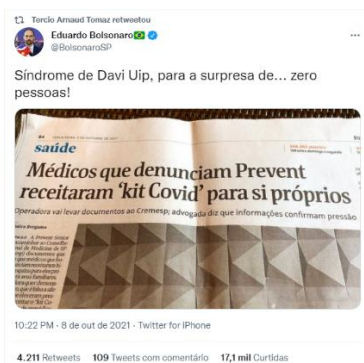 Tercio Arnaud Tomaz retweetou
Eduardo Bolsonaro
@BolsonaroSP
Síndrome de Davi Uip, para a surpresa de... zero
pessoas!
saúde
Médicos que denunciam Prevent
receitaram ‘kit Covid’ para si próprios
Operadora vai levar documentos ao Cremesp; advogada diz que informações confirmam pressão
10:22 PM · 8 de out de 2021 · Twitter for iPhone
4.211 Retweets 109 Tweets com comentário 17,1 mil Curtidas